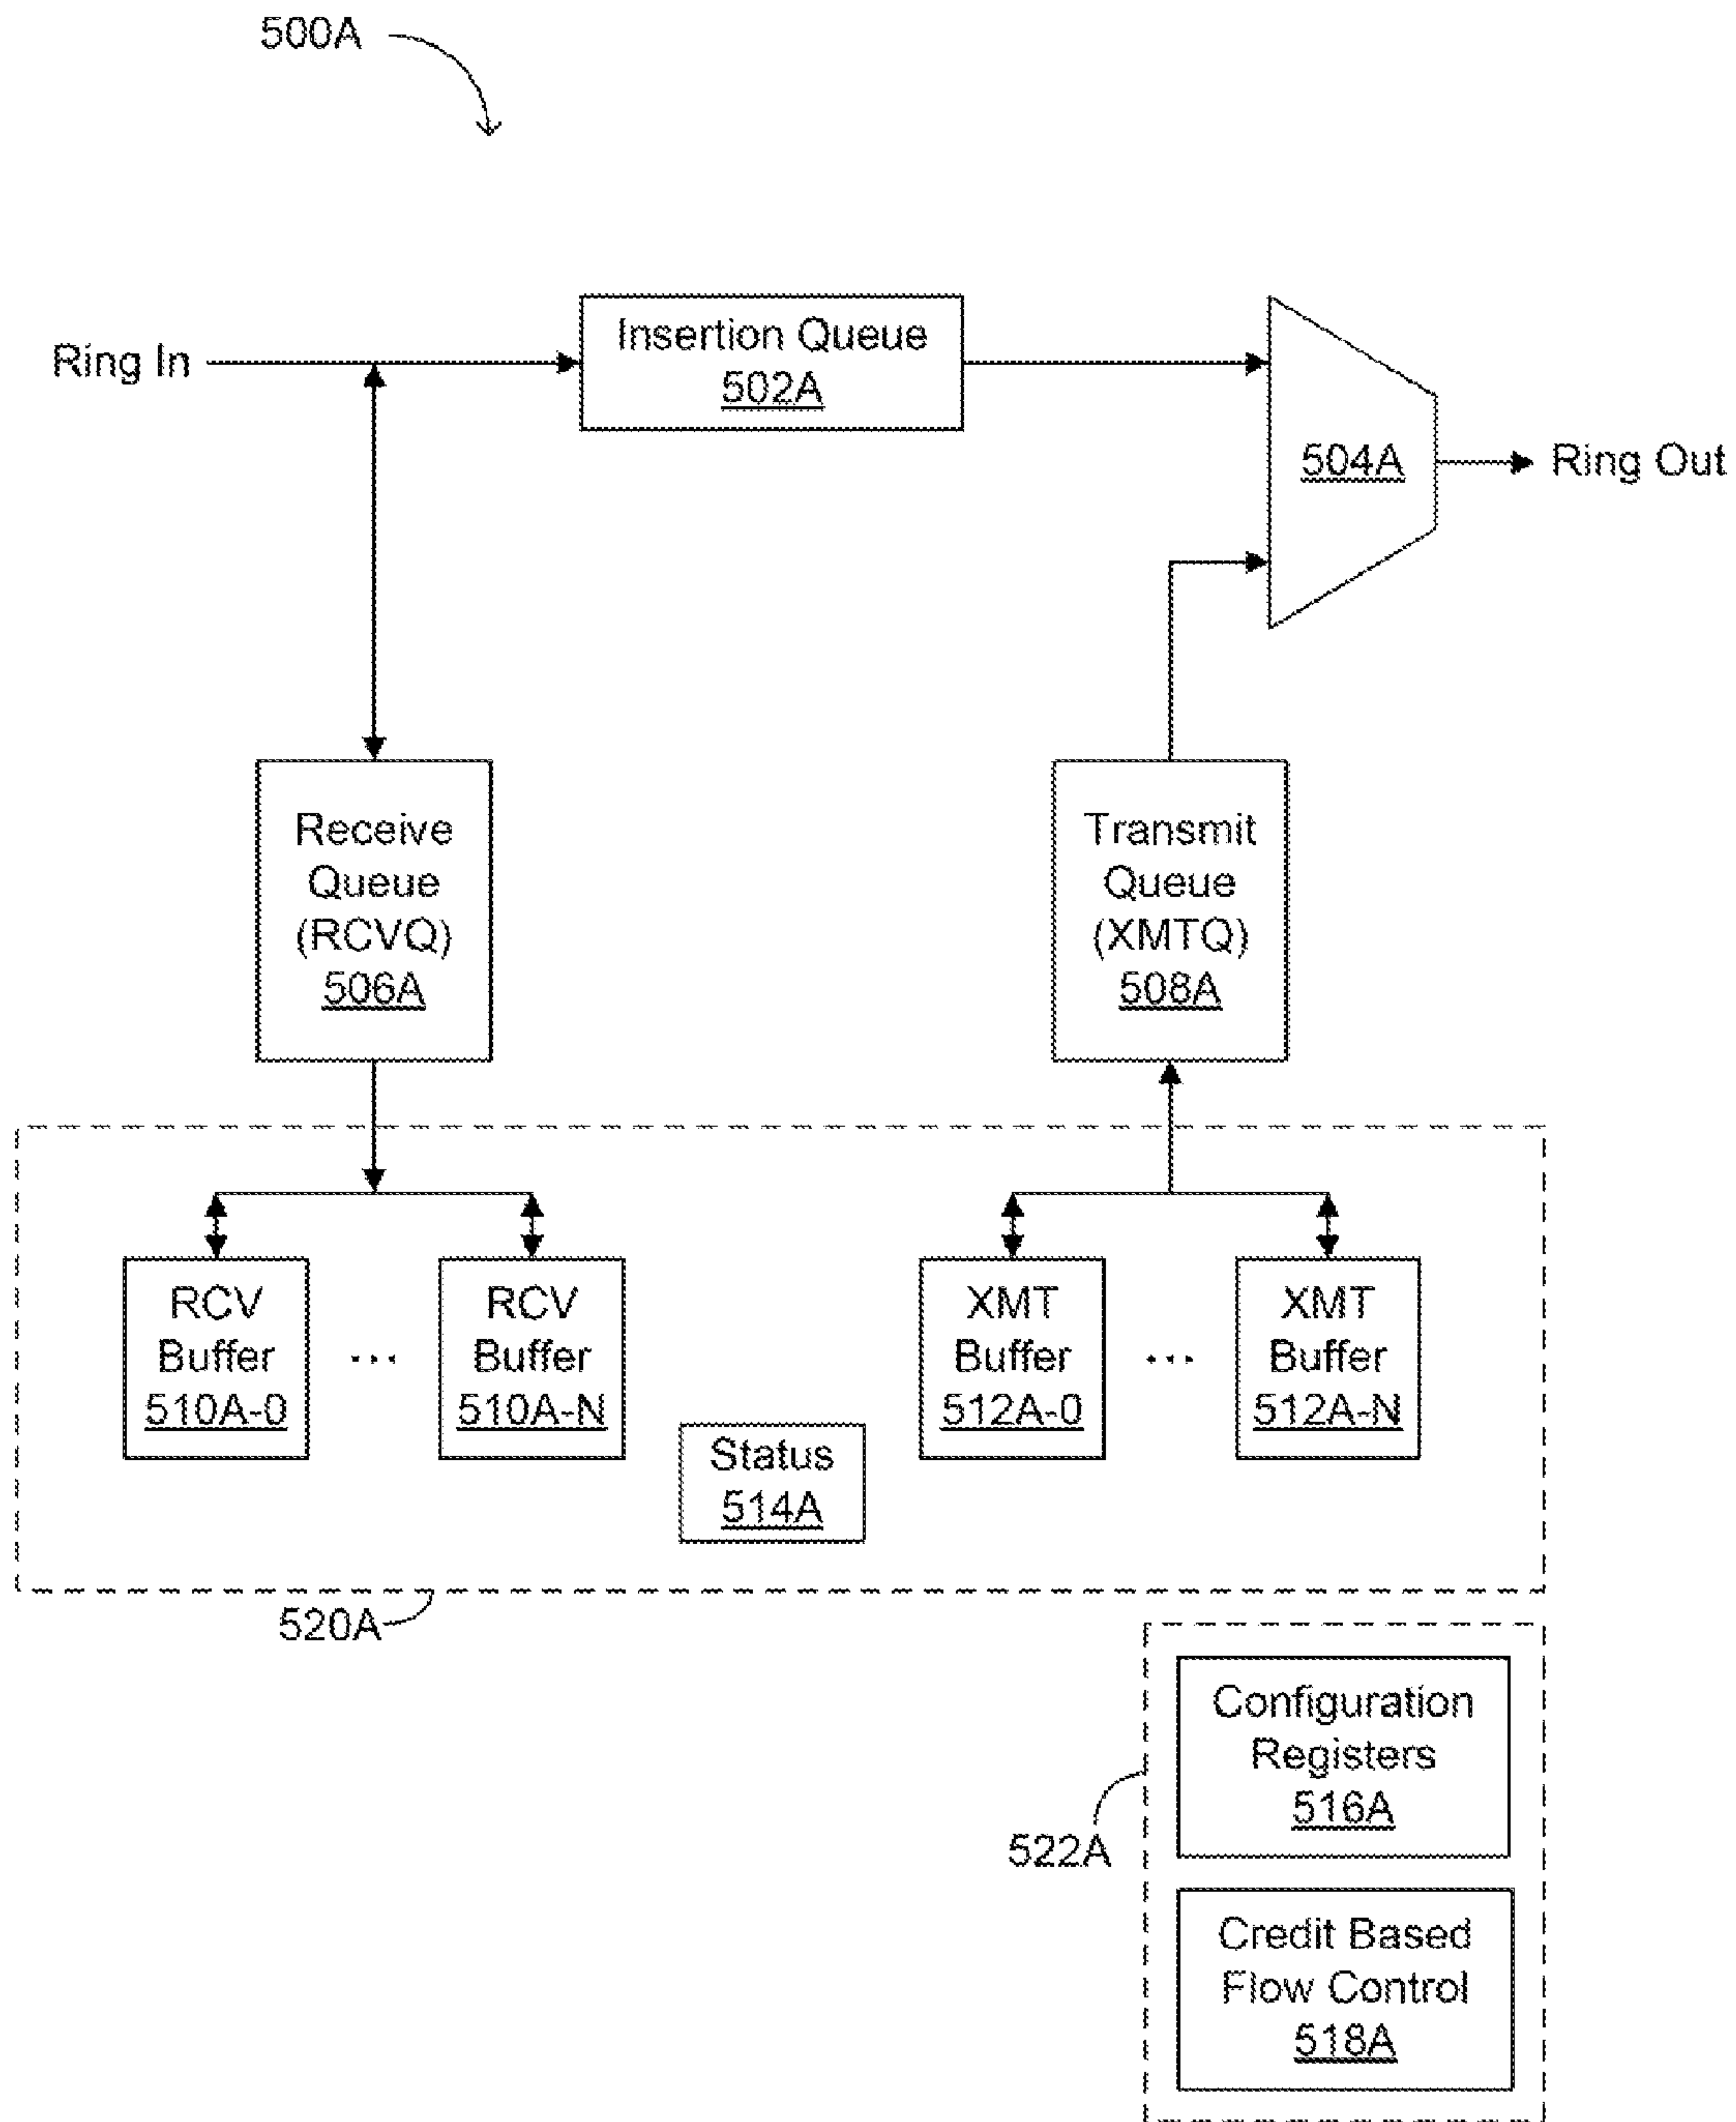 500A
Ring In
Insertion Queue
502A
504A
Ring Out
Receive
Queue
(RCVQ)
506A
Transmit
Queue
(XMTQ)
508A
RCV
Buffer
510A-0
...
RCV
Buffer
510A-N
Status
514A
XMT
Buffer
512A-0
...
XMT
Buffer
512A-N
520A
522A
Configuration
Registers
516A
Credit Based
Flow Control
518A